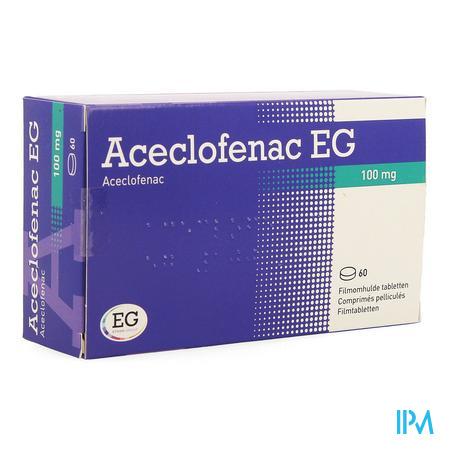 Aceclofenac EG
Aceclofenac
100 mg
60
Filmomhulde tabletten
Comprimés pelliculés
Filmtabletten
EG
Aceclofenac EG
Aceclofenac
100 mg
60
IPM